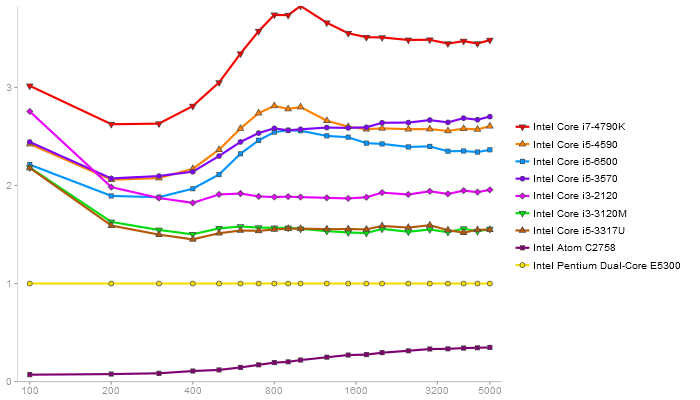 3
2
1
0
100
200
400
800
1600
3200
5000
Intel Core i7-4790K
Intel Core i5-4590
Intel Core i5-6500
Intel Core i5-3570
Intel Core i3-2120
Intel Core i3-3120M
Intel Core i5-3317U
Intel Atom C2758
Intel Pentium Dual-Core E5300